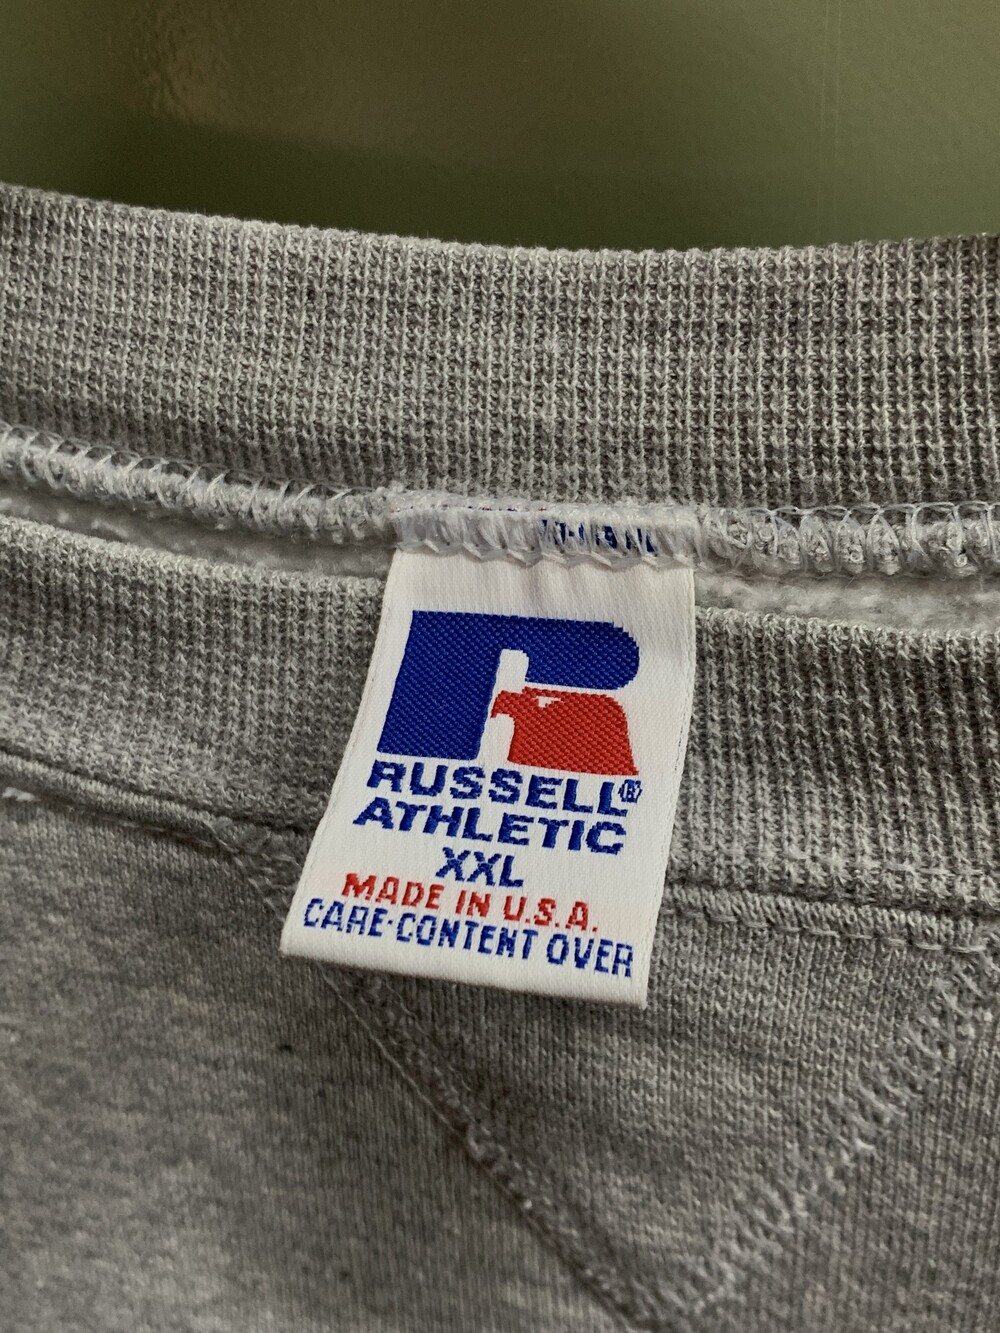 R
RUSSELL®
ATHLETIC
XXL
MADE IN U.S.A.
CARE·CONTENT OVER